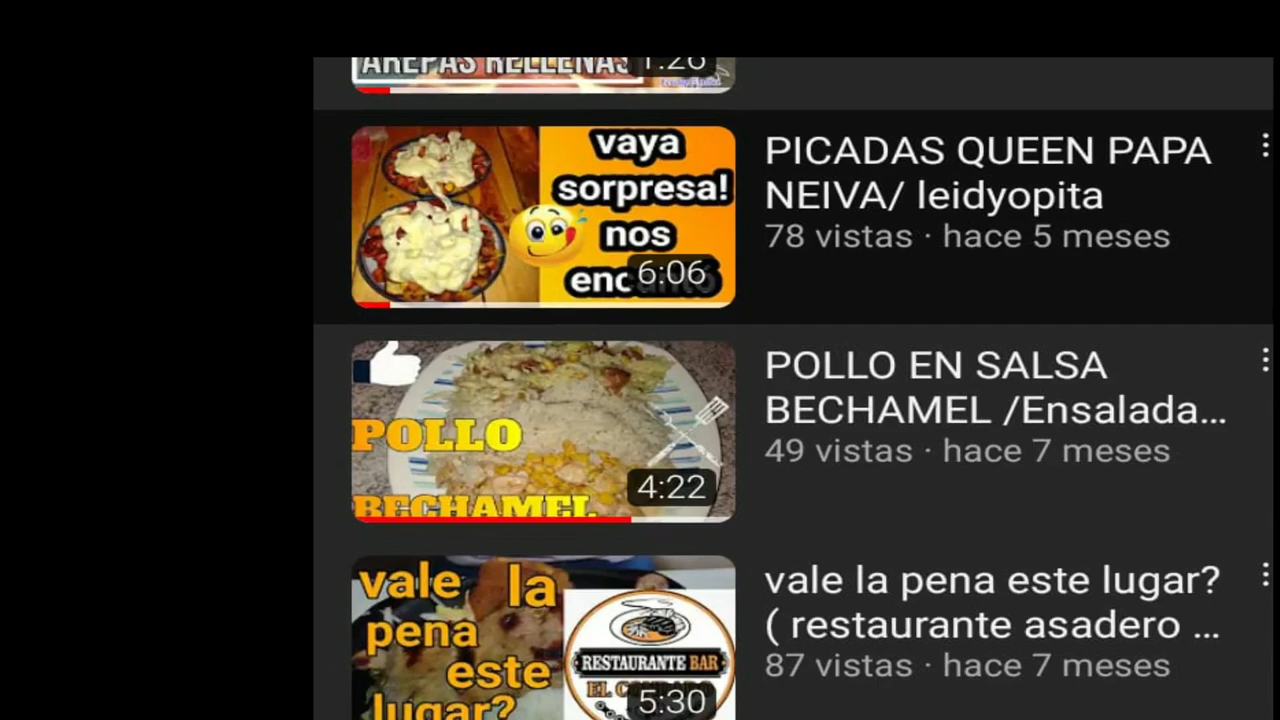 AREPAS RELLENAS
1:26
vaya
sorpresa!
nos
encantó
6:06
PICADAS QUEEN PAPA
NEIVA/ leidyopita
78 vistas · hace 5 meses
POLLO
BECHAMEL
4:22
POLLO EN SALSA
BECHAMEL /Ensalada...
49 vistas · hace 7 meses
vale la
pena
este
lugar?
RESTAURANTE BAR
5:30
vale la pena este lugar?
( restaurante asadero ...
87 vistas · hace 7 meses